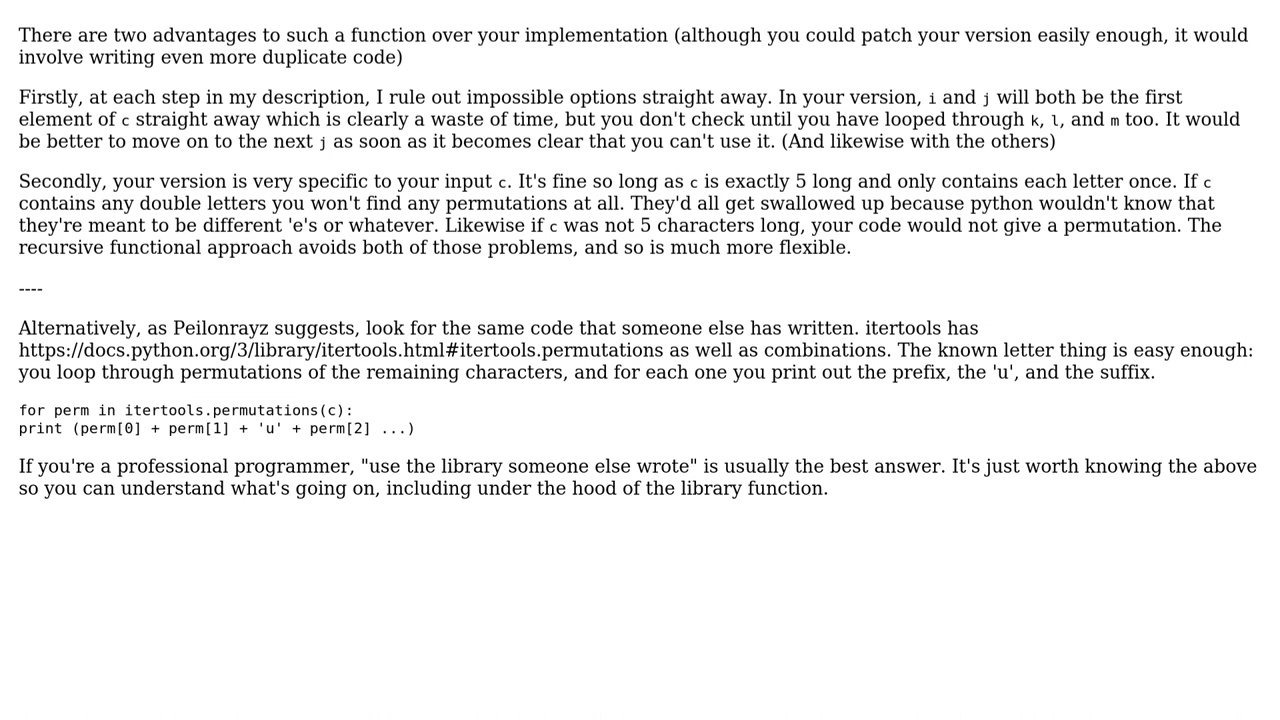 There are two advantages to such a function over your implementation (although you could patch your version easily enough, it would
involve writing even more duplicate code)
Firstly, at each step in my description, I rule out impossible options straight away. In your version, i and j will both be the first
element of c straight away which is clearly a waste of time, but you don't check until you have looped through k, l, and m too. It would
be better to move on to the next j as soon as it becomes clear that you can't use it. (And likewise with the others)
Secondly, your version is very specific to your input c. It's fine so long as c is exactly 5 long and only contains each letter once. If c
contains any double letters you won't find any permutations at all. They'd all get swallowed up because python wouldn't know that
they're meant to be different 'e's or whatever. Likewise if c was not 5 characters long, your code would not give a permutation. The
recursive functional approach avoids both of those problems, and so is much more flexible.
----
Alternatively, as Peilonrayz suggests, look for the same code that someone else has written. itertools has
https://docs.python.org/3/library/itertools.html#itertools.permutations as well as combinations. The known letter thing is easy enough:
you loop through permutations of the remaining characters, and for each one you print out the prefix, the 'u', and the suffix.
for perm in itertools.permutations(c):
print (perm[0] + perm[1] + 'u' + perm[2] ...)
If you're a professional programmer, "use the library someone else wrote" is usually the best answer. It's just worth knowing the above
so you can understand what's going on, including under the hood of the library function.